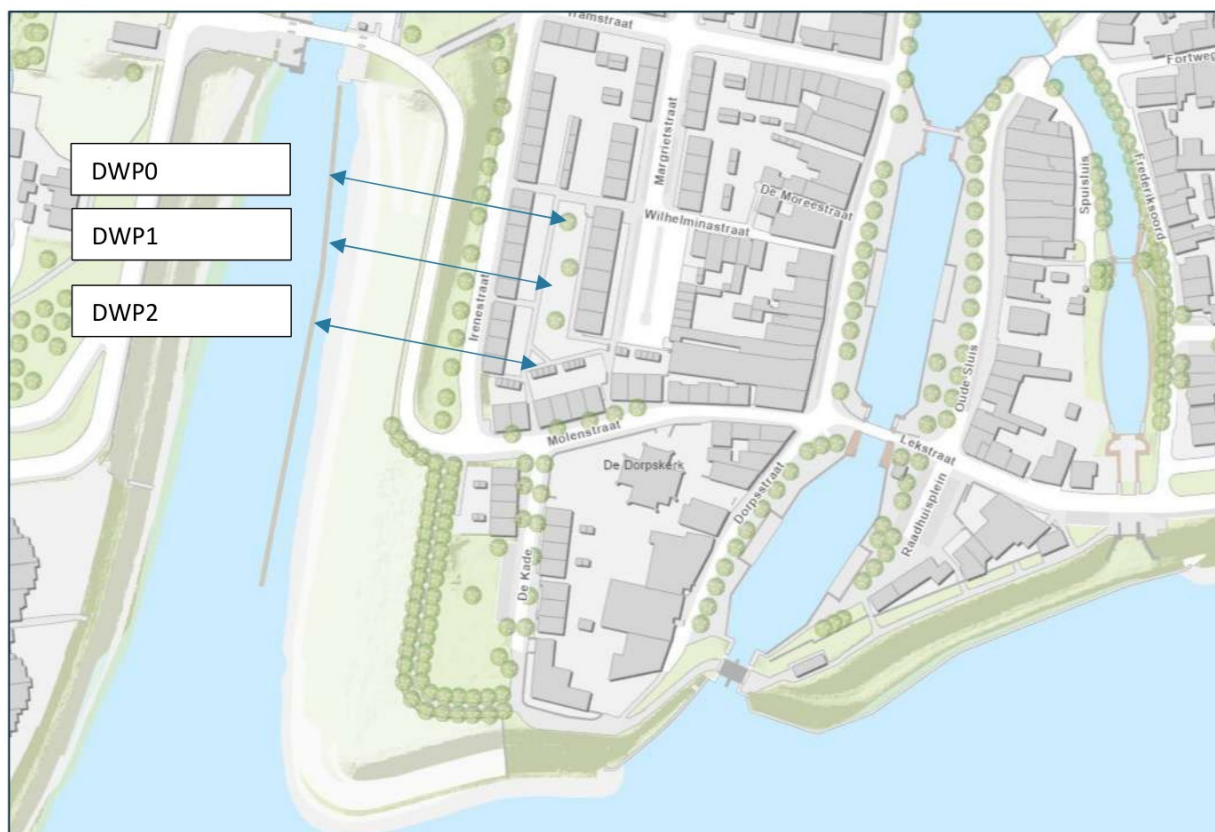 Tramstraat
Fortweg
DWP0
DWP1
DWP2
Margrietstraat
De Moreestraat
Wilhelminastraat
Spuisluis
Frederiksoord
Irenestraat
Oude Sluis
Molenstraat
Lekstraat
De Dorpskerk
Dorpsstraat
Raadhuisplein
De Kade